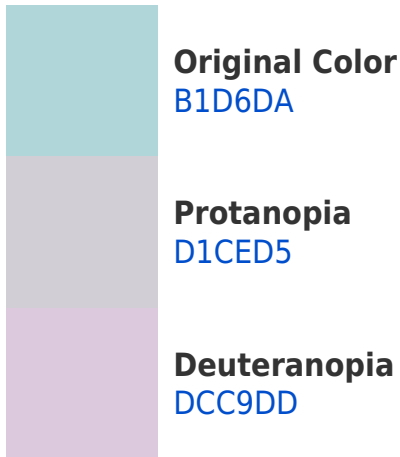 Original Color
B1D6DA
Protanopia
D1CED5
Deuteranopia
DCC9DD